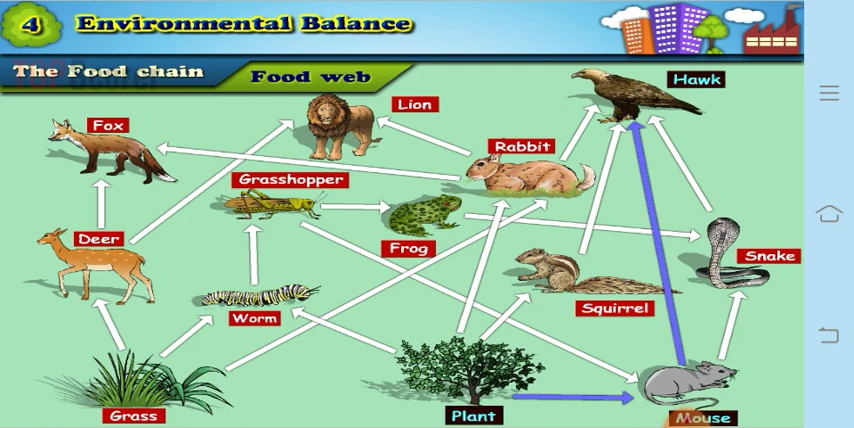 4 Environmental Balance
The Food chain
Food web
Hawk
Lion
Fox
Rabbit
Grasshopper
Deer
Frog
Snake
Squirrel
Worm
Grass
Plant
Mouse